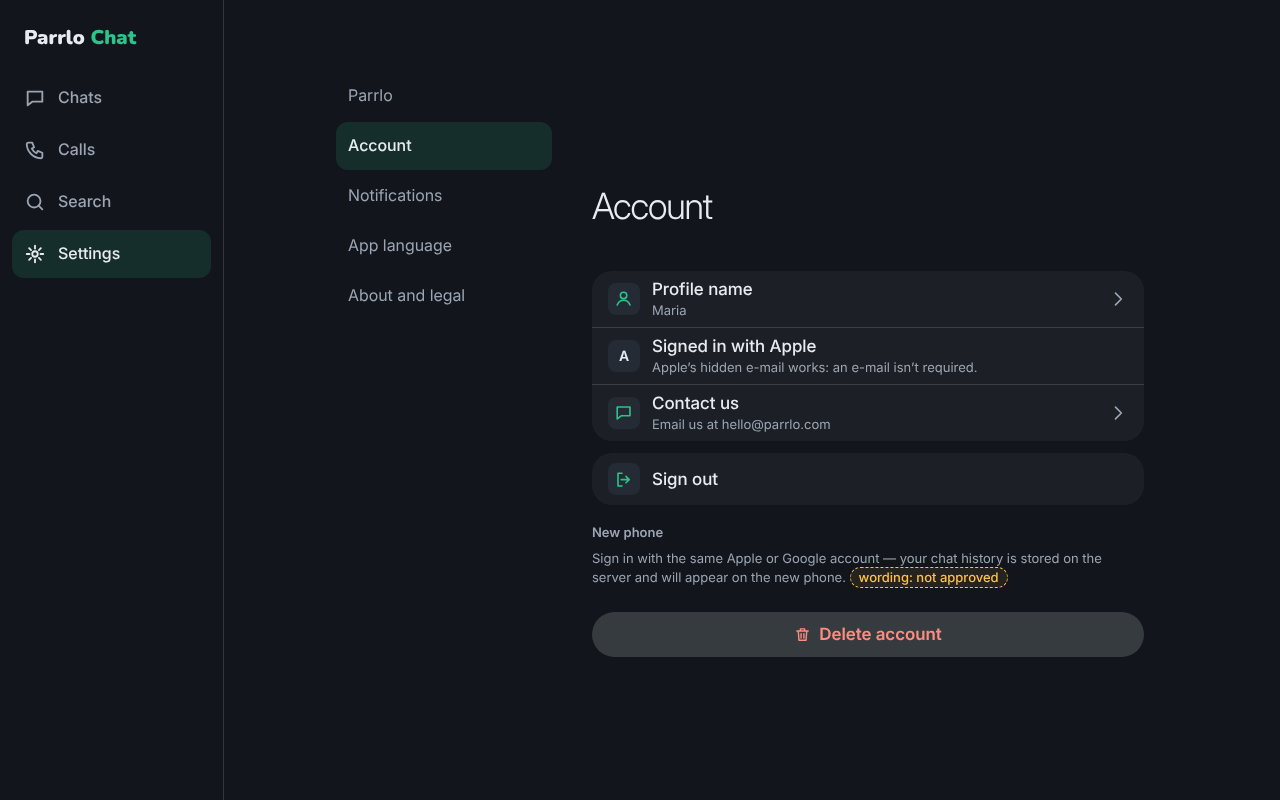 Parrlo Chat
Chats
Calls
Search
Settings
Parrlo
Account
Notifications
App language
About and legal
Account
Profile name
Maria
A
Signed in with Apple
Apple’s hidden e-mail works: an e-mail isn’t required.
Contact us
Email us at hello@parrlo.com
Sign out
New phone
Sign in with the same Apple or Google account — your chat history is stored on the
server and will appear on the new phone. wording: not approved
Delete account